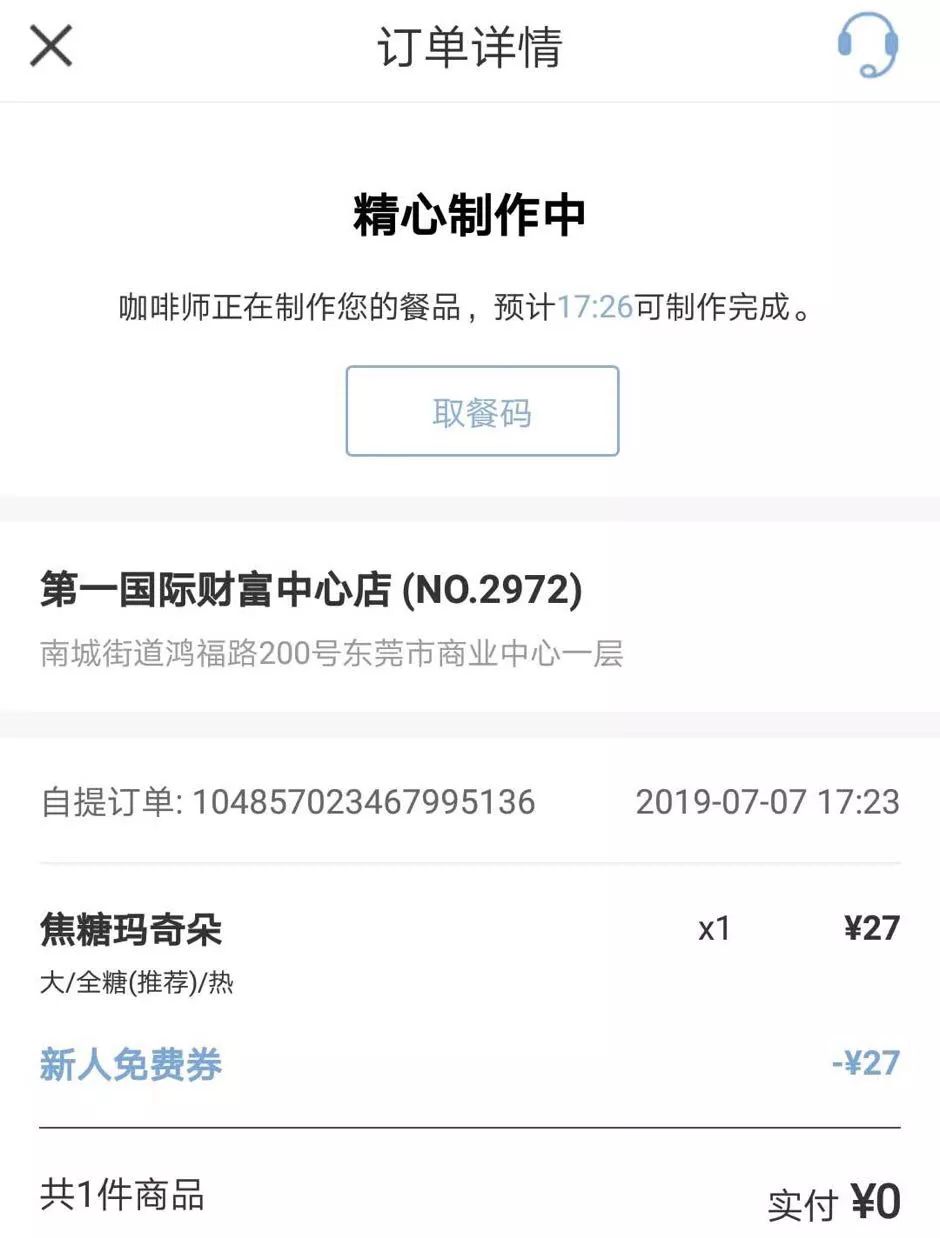 订单详情
精心制作中
咖啡师正在制作您的餐品，预计17:26可制作完成。
取餐码
第一国际财富中心店 (NO.2972)
南城街道鸿福路200号东莞市商业中心一层
自提订单: 104857023467995136 2019-07-07 17:23
焦糖玛奇朵 x1 ¥27
大/全糖(推荐)/热
新人免费券 -¥27
共1件商品 实付 ¥0